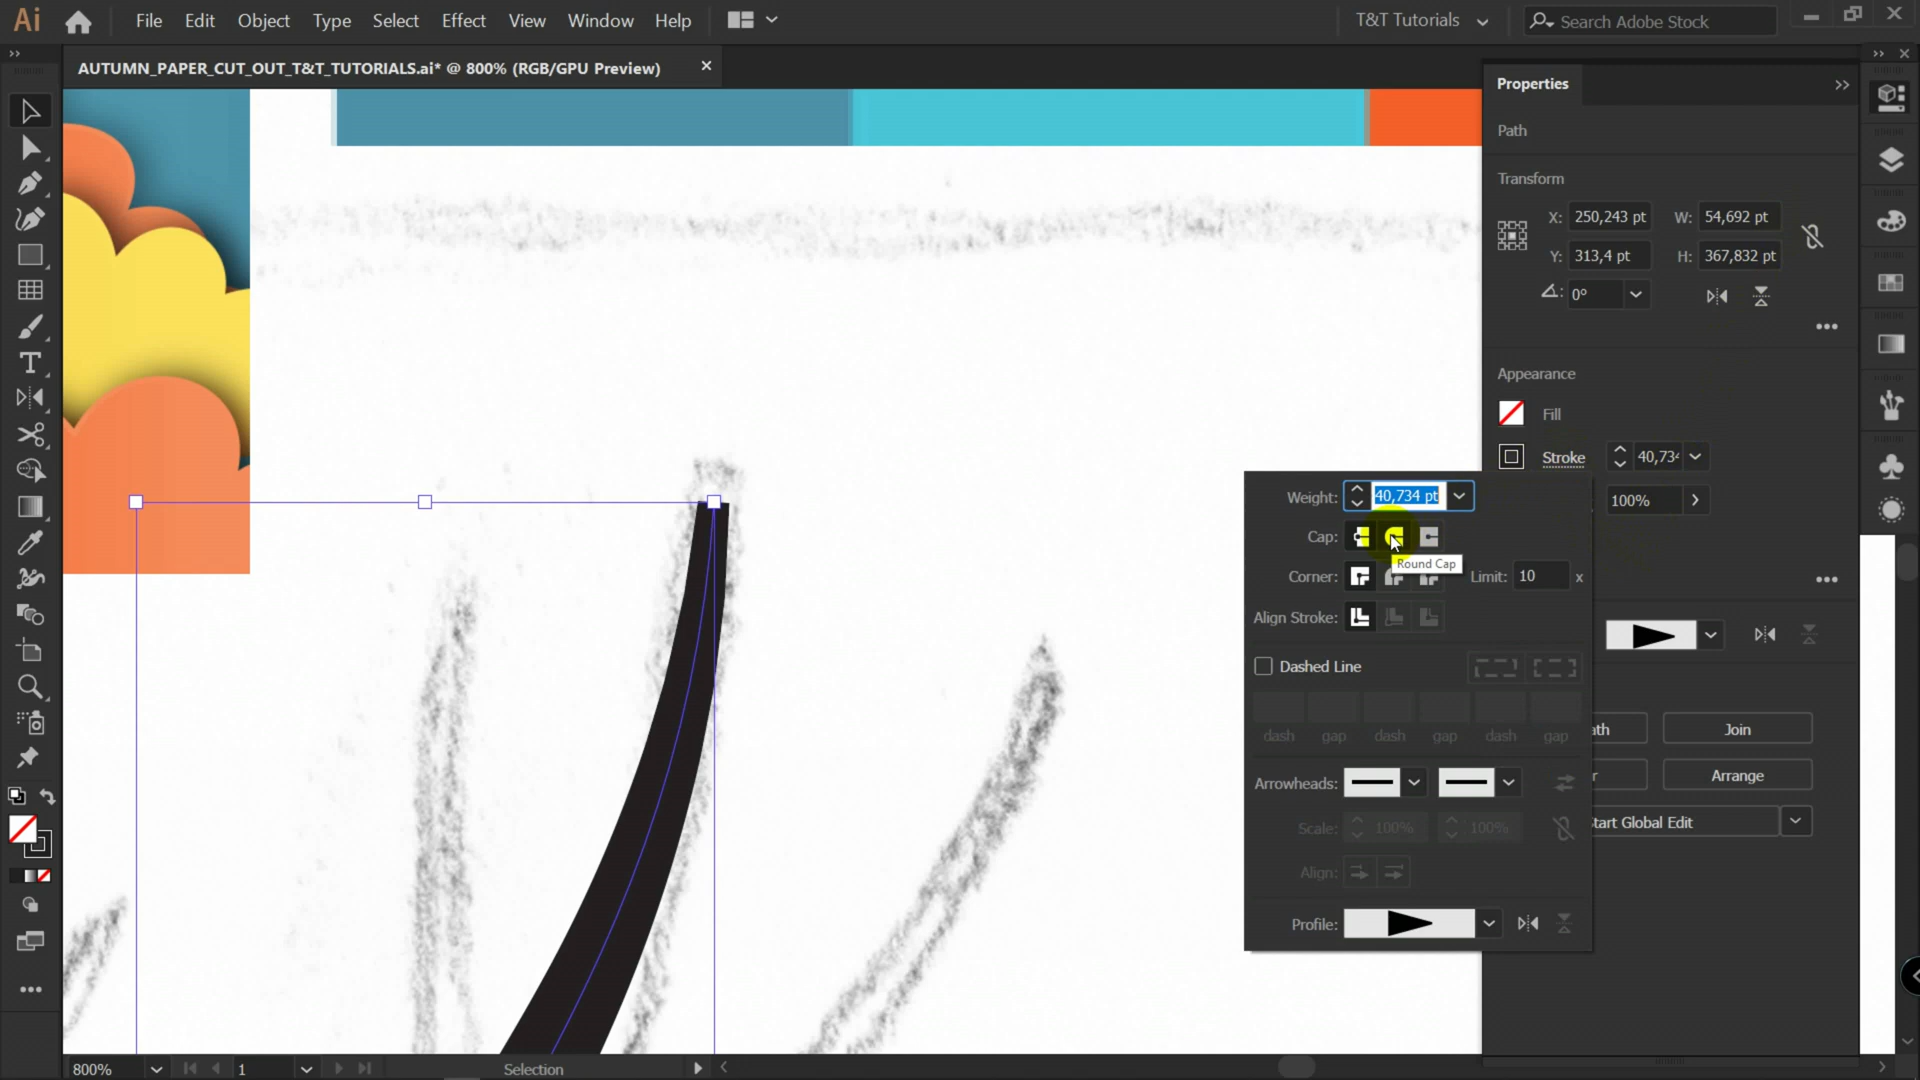 Ai File Edit Object Type Select Effect View Window Help T&T Tutorials Search Adobe Stock
AUTUMN_PAPER_CUT_OUT_T&T_TUTORIALS.ai* @ 800% (RGB/GPU Preview)
Properties
Path
Transform
X: 250,243 pt W: 54,692 pt
Y: 313,4 pt H: 367,832 pt
0°
Appearance
Fill
Stroke 40,734
Weight: 40,734 pt
100%
Cap:
Round Cap
Corner: Limit: 10 x
Align Stroke:
Dashed Line
dash gap dash gap dash gap
Join
Arrowheads:
Arrange
Scale: 100% 100%
tart Global Edit
Align:
Profile:
800% 1 Selection